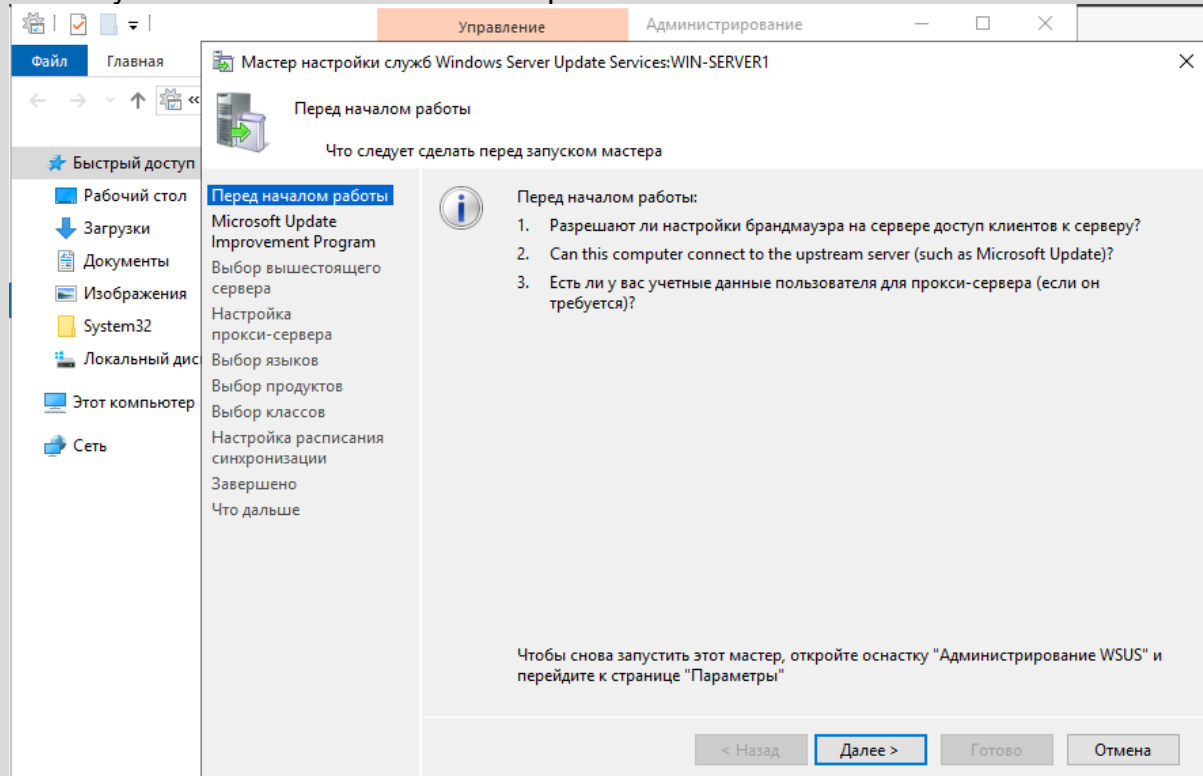 Управление
Администрирование
Файл
Главная
Мастер настройки служб Windows Server Update Services:WIN-SERVER1
«
Перед началом работы
Что следует сделать перед запуском мастера
Быстрый доступ
Рабочий стол
Загрузки
Документы
Изображения
System32
Локальный дис
Этот компьютер
Сеть
Перед началом работы
Microsoft Update
Improvement Program
Выбор вышестоящего
сервера
Настройка
прокси-сервера
Выбор языков
Выбор продуктов
Выбор классов
Настройка расписания
синхронизации
Завершено
Что дальше
Перед началом работы:
1. Разрешают ли настройки брандмауэра на сервере доступ клиентов к серверу?
2. Can this computer connect to the upstream server (such as Microsoft Update)?
3. Есть ли у вас учетные данные пользователя для прокси-сервера (если он
требуется)?
Чтобы снова запустить этот мастер, откройте оснастку "Администрирование WSUS" и
перейдите к странице "Параметры"
< Назад
Далее >
Готово
Отмена